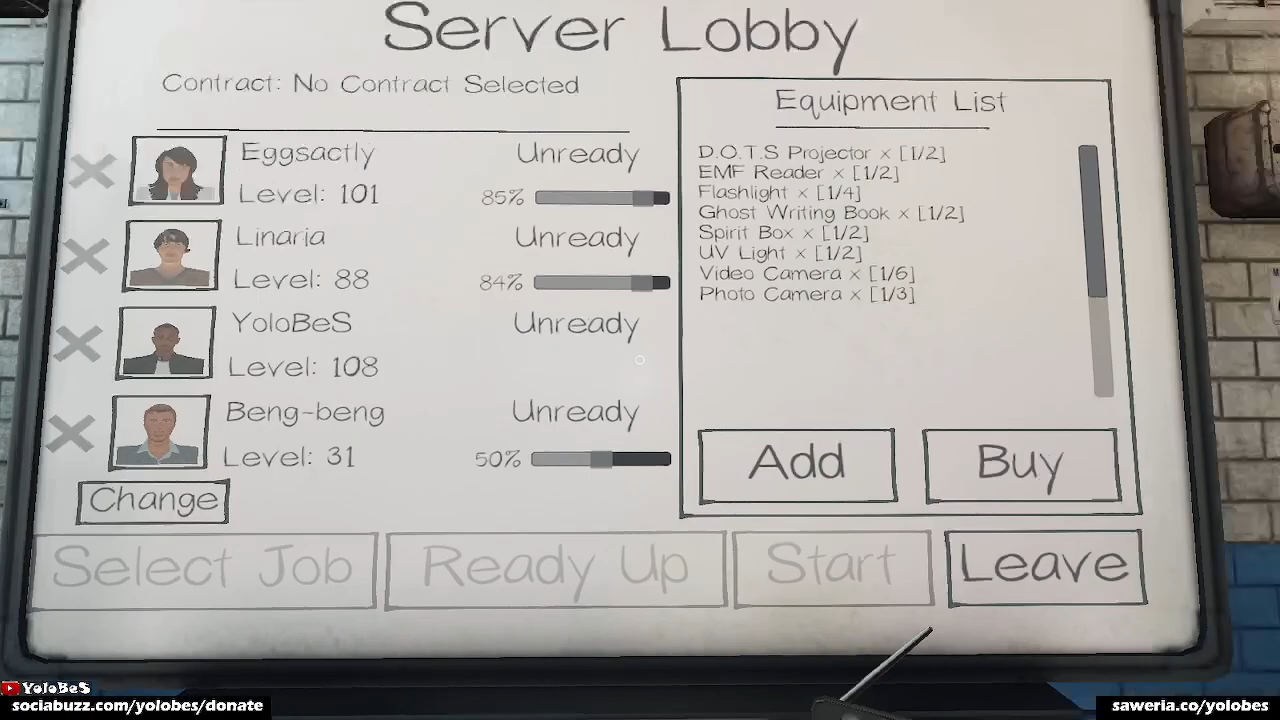 Server Lobby
Contract: No Contract Selected
Eggsactly
Unready
Level: 101
85%
Linaria
Unready
Level: 88
84%
YoloBeS
Unready
Level: 108
Beng-beng
Unready
Level: 31
50%
Change
Equipment List
D.O.T.S Projector x [1/2]
EMF Reader x [1/2]
Flashlight x [1/4]
Ghost Writing Book x [1/2]
Spirit Box x [1/2]
UV Light x [1/2]
Video Camera x [1/6]
Photo Camera x [1/3]
Add
Buy
Select Job
Ready Up
Start
Leave
YoloBeS
sociabuzz.com/yolobes/donate
saweria.co/yolobes